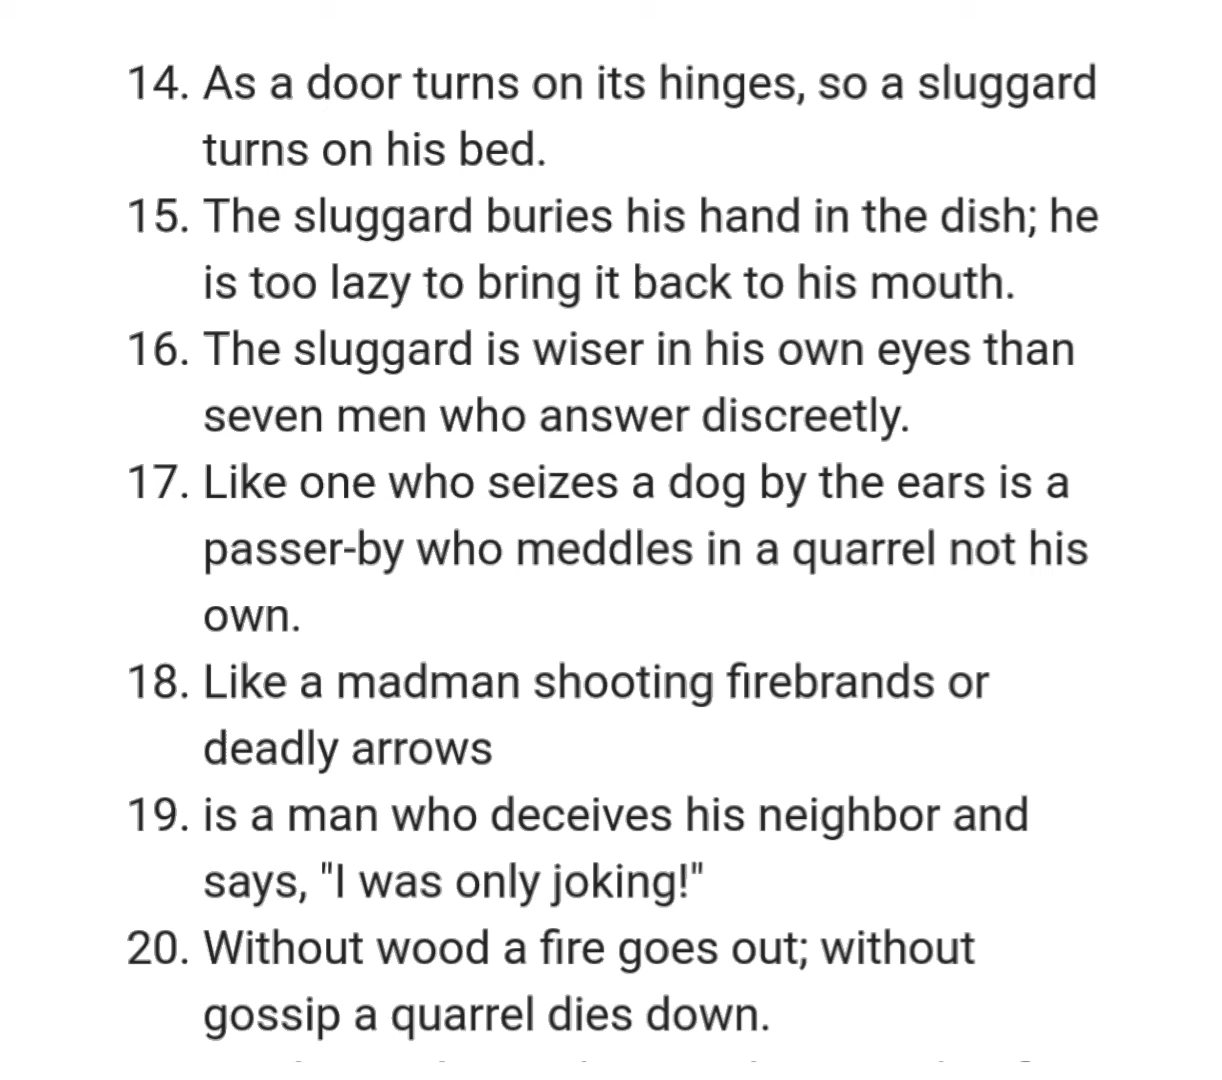 14. As a door turns on its hinges, so a sluggard
turns on his bed.
15. The sluggard buries his hand in the dish; he
is too lazy to bring it back to his mouth.
16. The sluggard is wiser in his own eyes than
seven men who answer discreetly.
17. Like one who seizes a dog by the ears is a
passer-by who meddles in a quarrel not his
own.
18. Like a madman shooting firebrands or
deadly arrows
19. is a man who deceives his neighbor and
says, "I was only joking!"
20. Without wood a fire goes out; without
gossip a quarrel dies down.